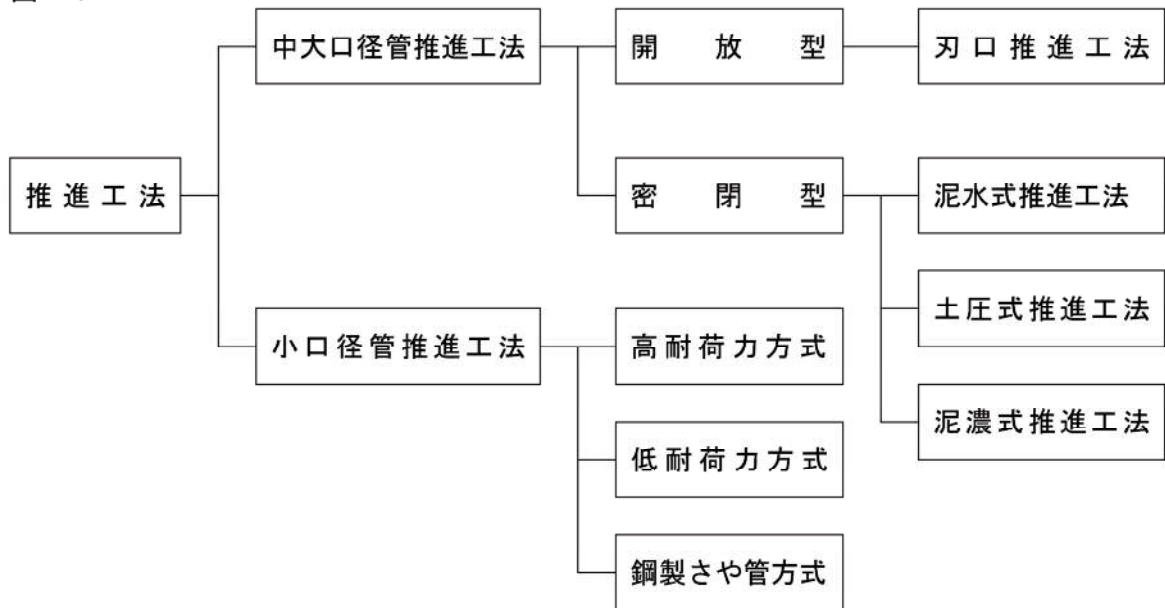 中大口径管推進工法
開放型
刃口推進工法
推進工法
密閉型
泥水式推進工法
土圧式推進工法
小口径管推進工法
高耐荷力方式
泥濃式推進工法
低耐荷力方式
鋼製さや管方式